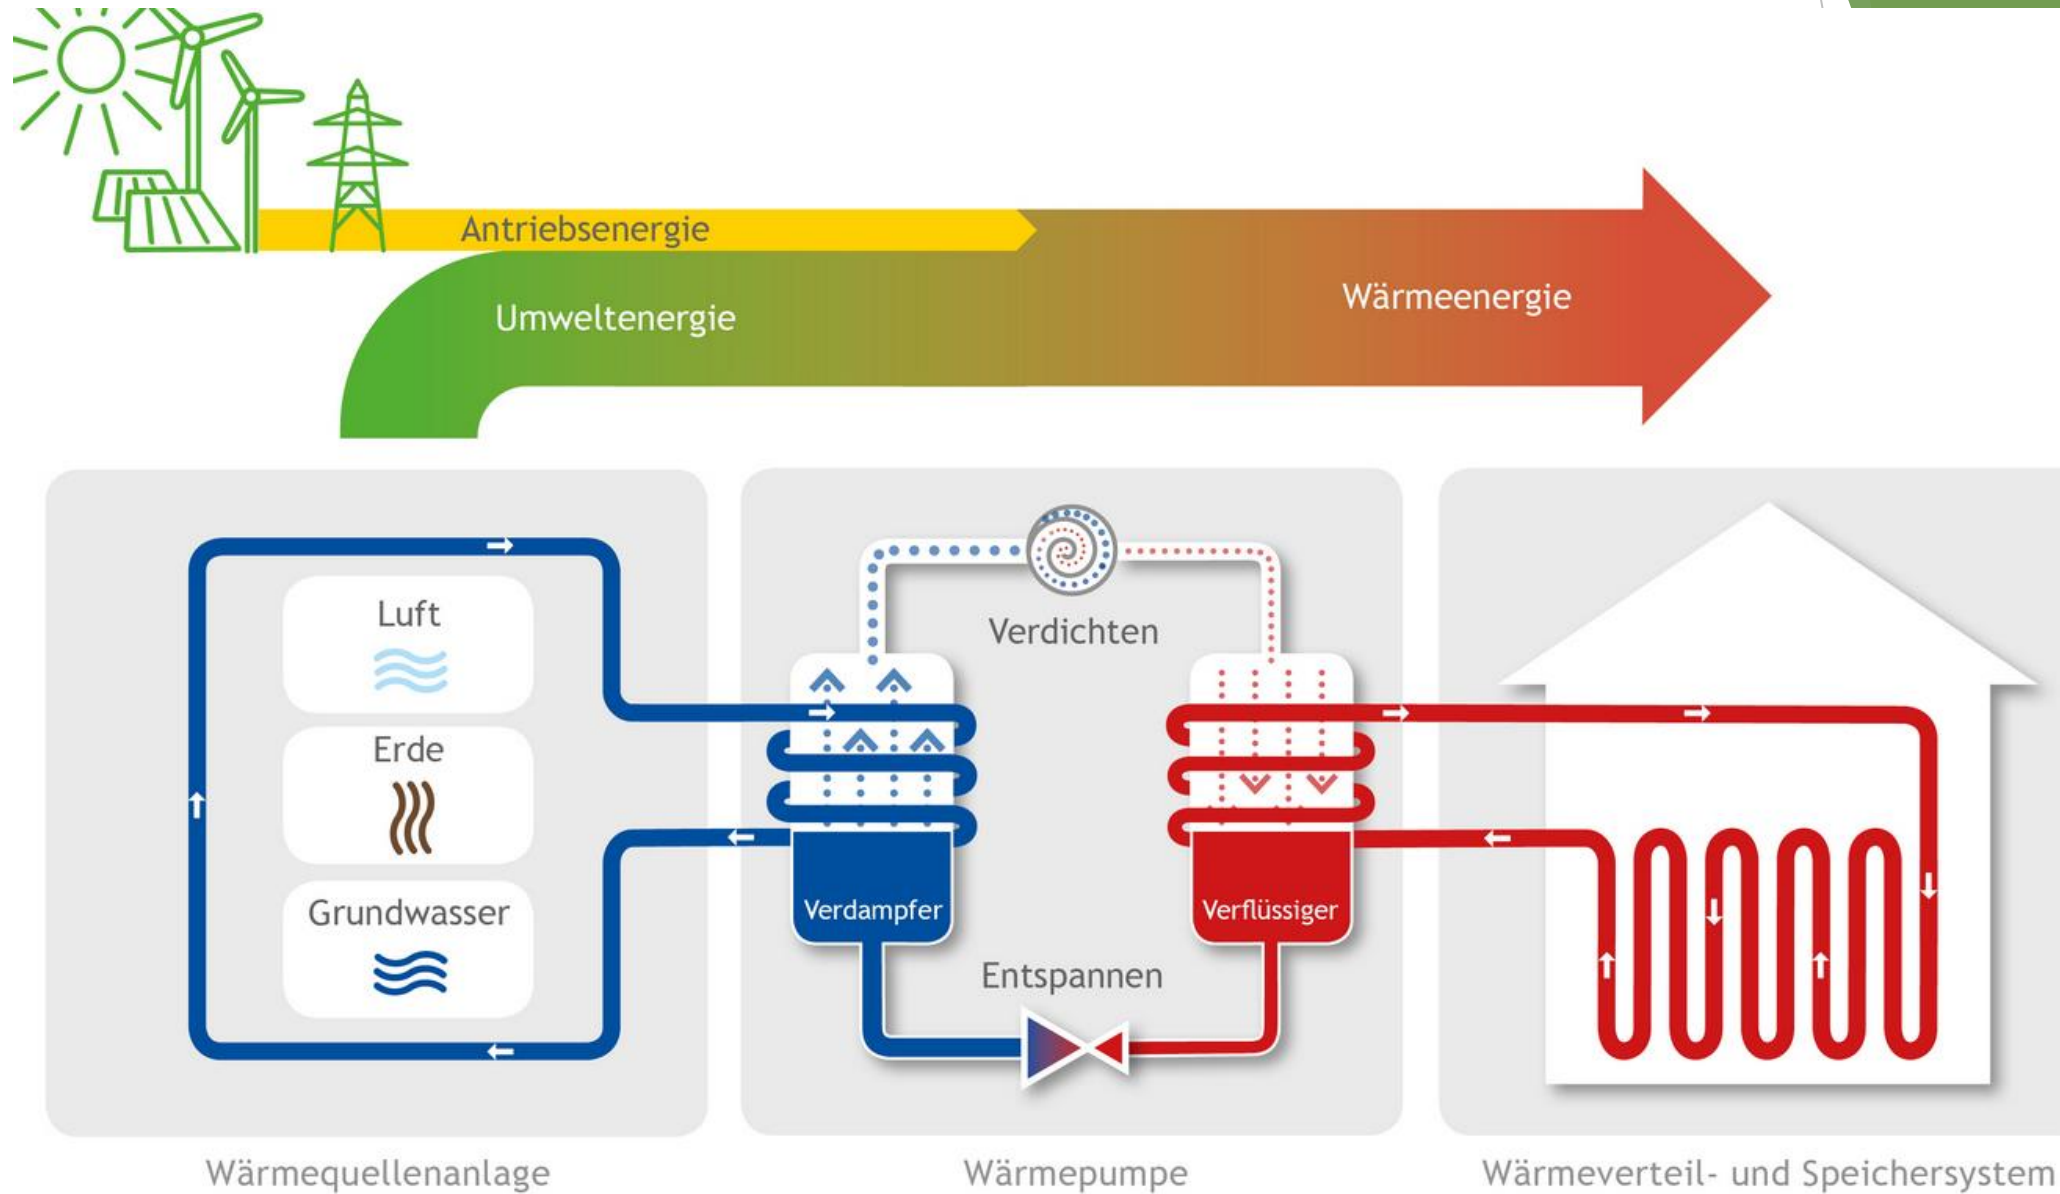 Antriebsenergie
Umweltenergie
Wärmeenergie
Luft
Erde
Grundwasser
Verdichten
Verdampfer
Verflüssiger
Entspannen
Wärmequellenanlage
Wärmepumpe
Wärmeverteil- und Speichersystem